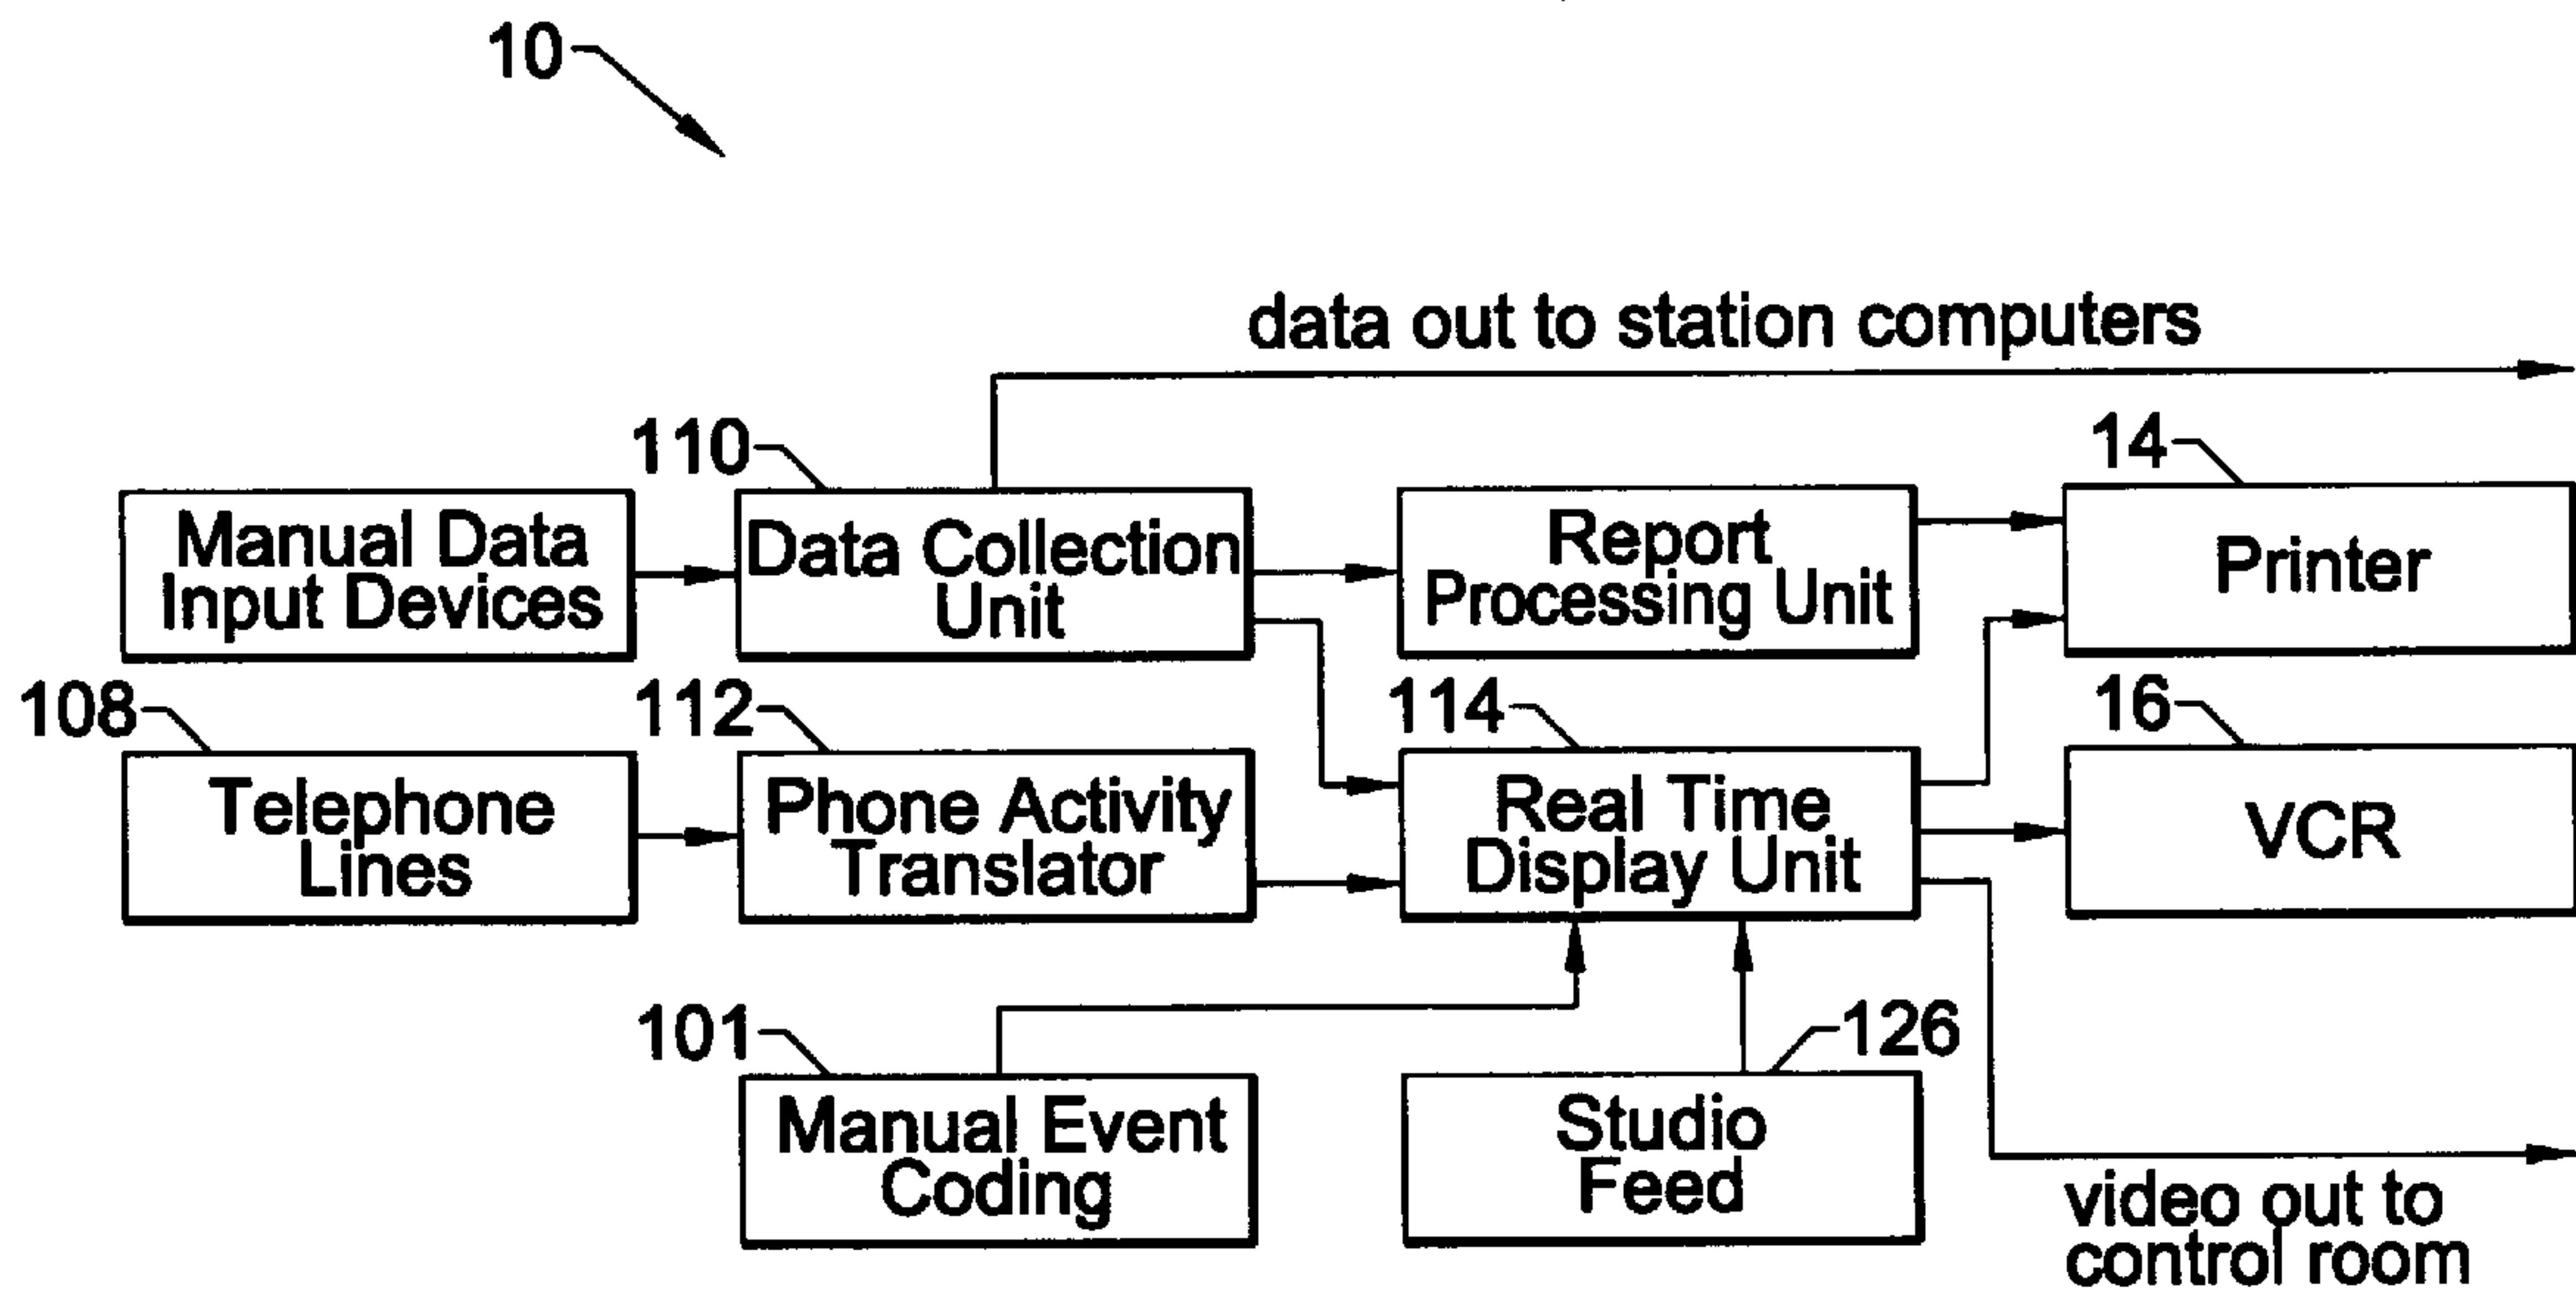 10
data out to station computers
110
14
Manual Data
Input Devices
Data Collection
Unit
Report
Processing Unit
Printer
108
112
114
16
Telephone
Lines
Phone Activity
Translator
Real Time
Display Unit
VCR
101
126
Manual Event
Coding
Studio
Feed
video out to
control room